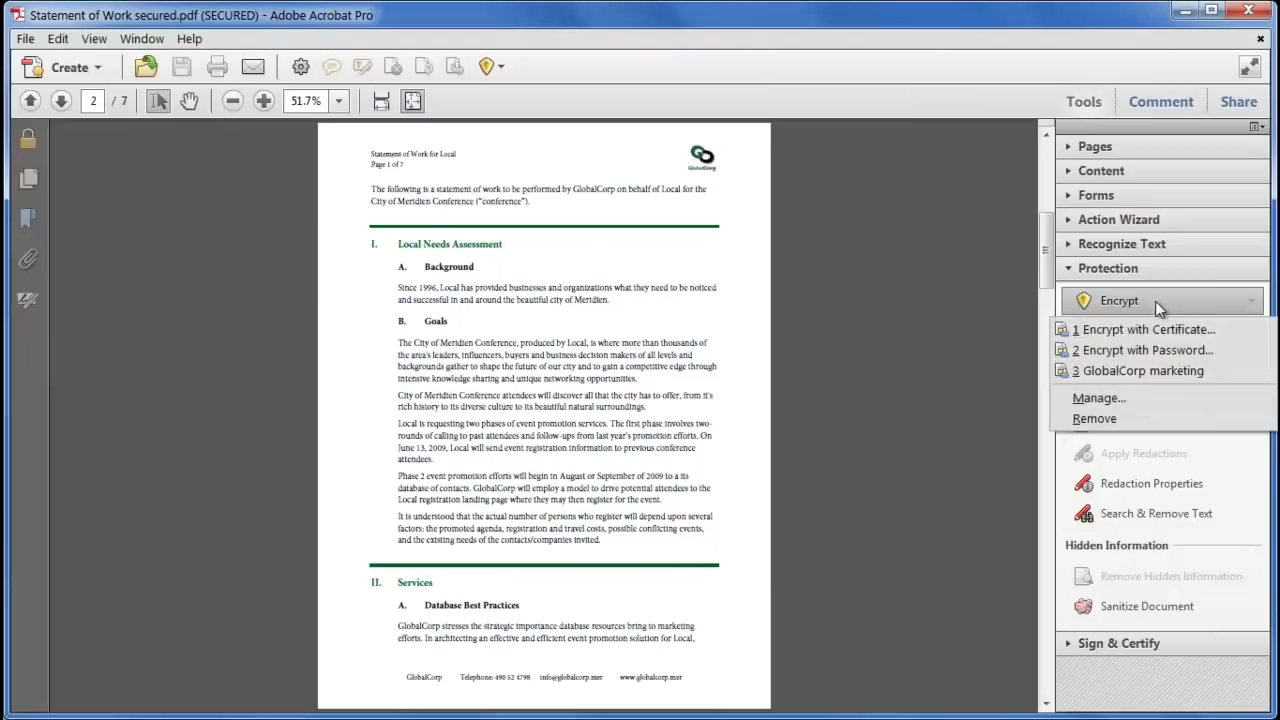 Statement of Work secured.pdf (SECURED) - Adobe Acrobat Pro
File Edit View Window Help
Create
2 / 7 51.7% Tools Comment Share
Statement of Work for Local
Page 1 of 7
GlobalCorp
The following is a statement of work to be performed by GlobalCorp on behalf of Local for the
City of Meridien Conference (“conference”).
I. Local Needs Assessment
A. Background
Since 1996, Local has provided businesses and organizations what they need to be noticed
and successful in and around the beautiful city of Meridien.
B. Goals
The City of Meridien Conference, produced by Local, is where more than thousands of
the area's leaders, influencers, buyers and business decision makers of all levels and
backgrounds gather to shape the future of our city and to gain a competitive edge through
intensive knowledge sharing and unique networking opportunities.
City of Meridien Conference attendees will discover all that the city has to offer, from it's
rich history to its diverse culture to its beautiful natural surroundings.
Local is requesting two phases of event promotion services. The first phase involves two-
rounds of calling to past attendees and follow-ups from last year's promotion efforts. On
June 13, 2009, Local will send event registration information to previous conference
attendees.
Phase 2 event promotion efforts will begin in August or September of 2009 to a its
database of contacts. GlobalCorp will employ a model to drive potential attendees to the
Local registration landing page where they may then register for the event.
It is understood that the actual number of persons who register will depend upon several
factors: the promoted agenda, registration and travel costs, possible conflicting events,
and the existing needs of the contacts/companies invited.
II. Services
A. Database Best Practices
GlobalCorp stresses the strategic importance database resources bring to marketing
efforts. In architecting an effective and efficient event promotion solution for Local,
GlobalCorp Telephone: 490 52 4798 info@globalcorp.mer www.globalcorp.mer
Pages
Content
Forms
Action Wizard
Recognize Text
Protection
Encrypt
1 Encrypt with Certificate...
2 Encrypt with Password...
3 GlobalCorp marketing
Manage...
Remove
Apply Redactions
Redaction Properties
Search & Remove Text
Hidden Information
Remove Hidden Information
Sanitize Document
Sign & Certify